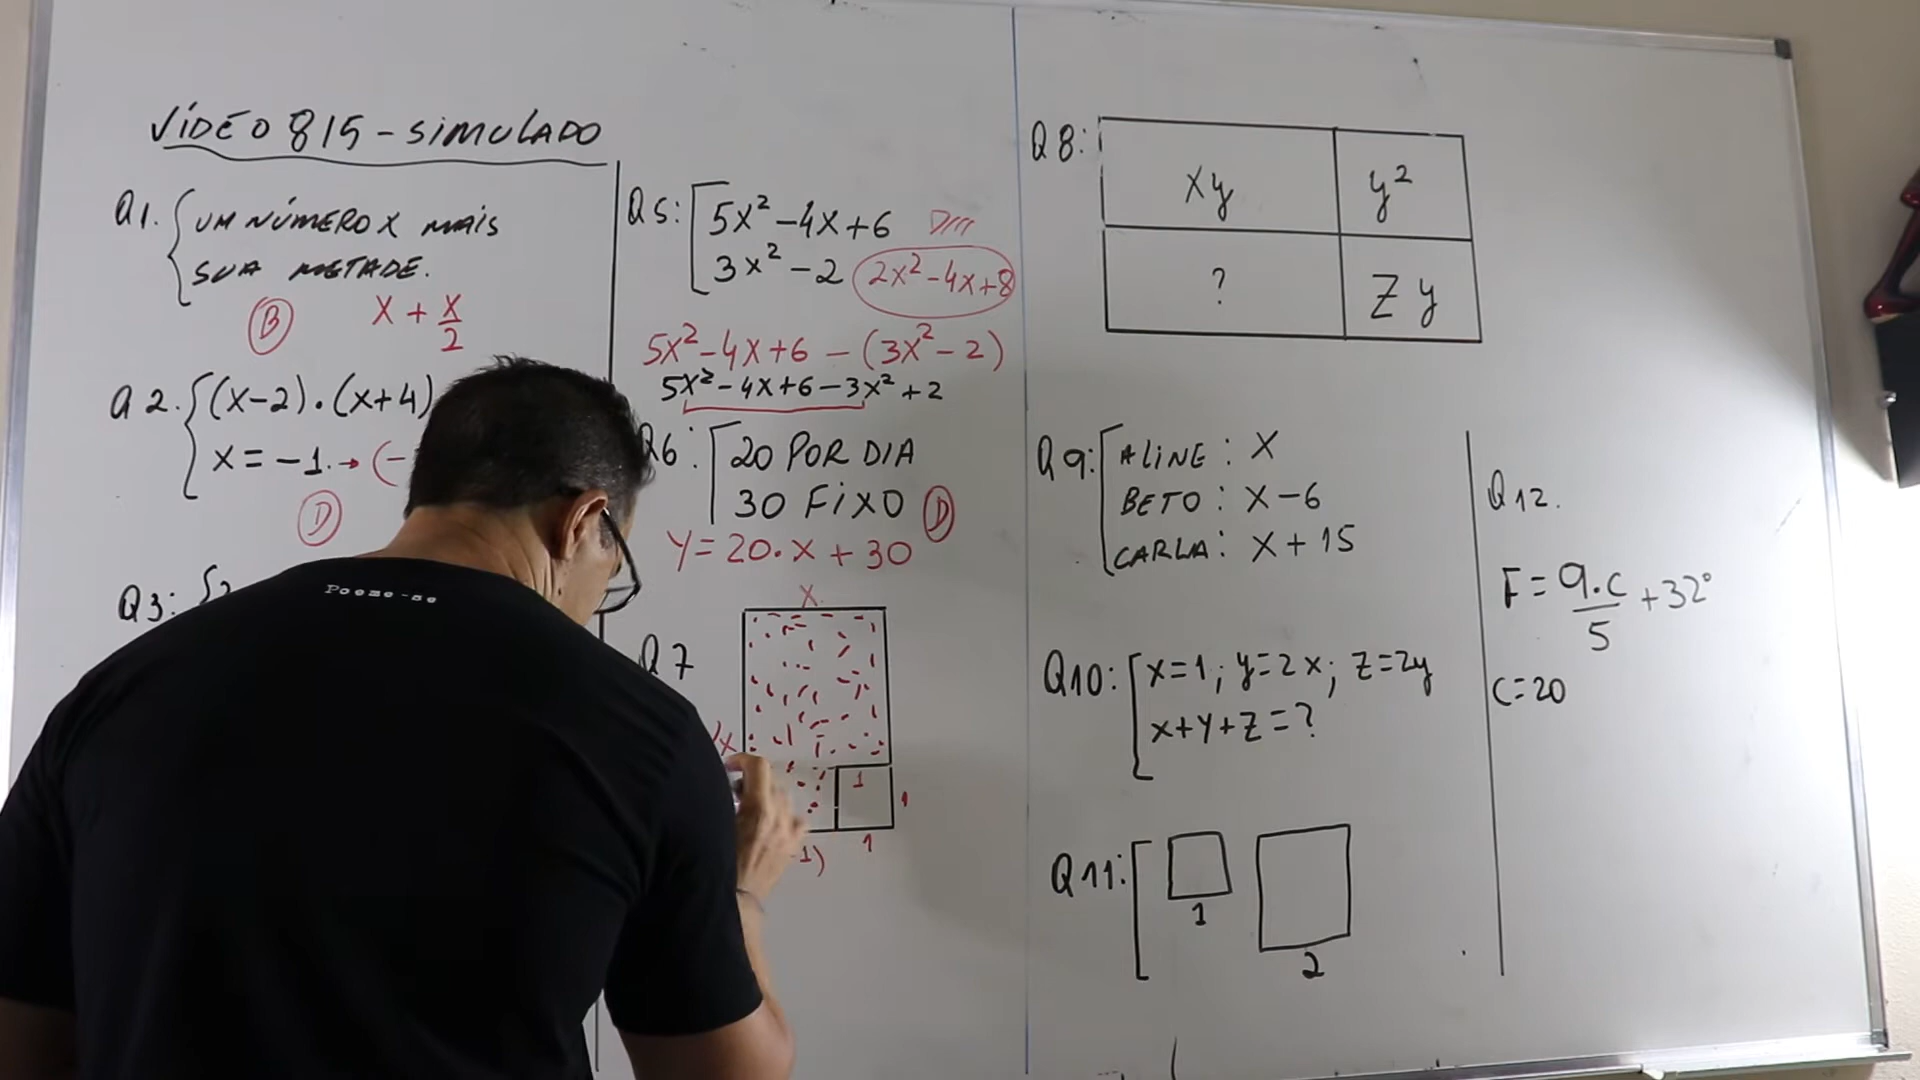 VÍDEO 815 - SIMULADO
Q1. UM NÚMERO X MAIS
SUA METADE.
B X + X/2
Q2. (X-2).(X+4)
X = -1. → (-
D
Q3:
Poeme-se
Q5: 5X² - 4X + 6
3X² - 2 2X² - 4X + 8
5X² - 4X + 6 - (3X² - 2)
5X² - 4X + 6 - 3X² + 2
Q6: 20 POR DIA
30 FIXO D
Y = 20.X + 30
Q7
X
X
1
1
1) 1
Q8:
Xy y²
? Zy
Q9: ALINE : X
BETO : X - 6
CARLA : X + 15
Q10: X=1; y=2x; Z=2y
X+Y+Z=?
Q11:
1
2
Q12.
F = 9.C/5 + 32°
C=20